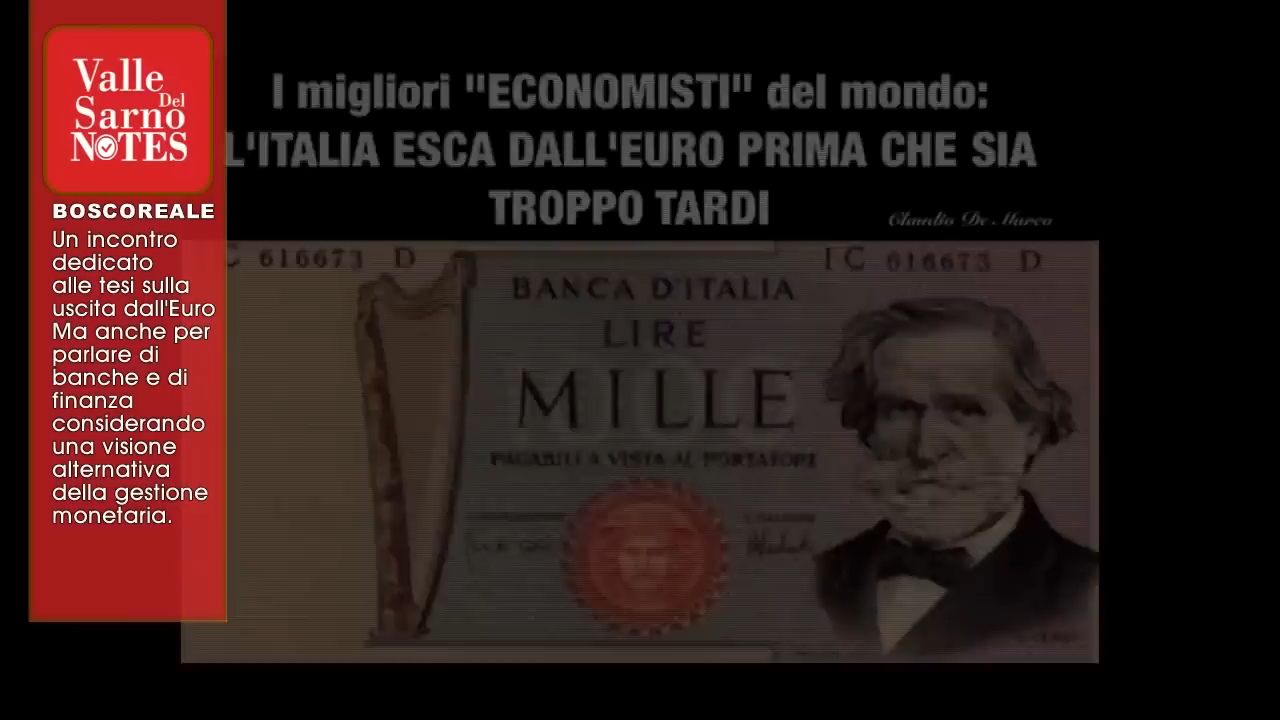 Valle
Del
Sarno
NOTES
BOSCOREALE
Un incontro
dedicato
alle tesi sulla
uscita dall'Euro
Ma anche per
parlare di
banche e di
finanza
considerando
una visione
alternativa
della gestione
monetaria.
I migliori "ECONOMISTI" del mondo:
L'ITALIA ESCA DALL'EURO PRIMA CHE SIA
TROPPO TARDI
Claudio De Marco
C 616673 D
IC 616673 D
BANCA D'ITALIA
LIRE
MILLE
PAGABILI A VISTA AL PORTATORE